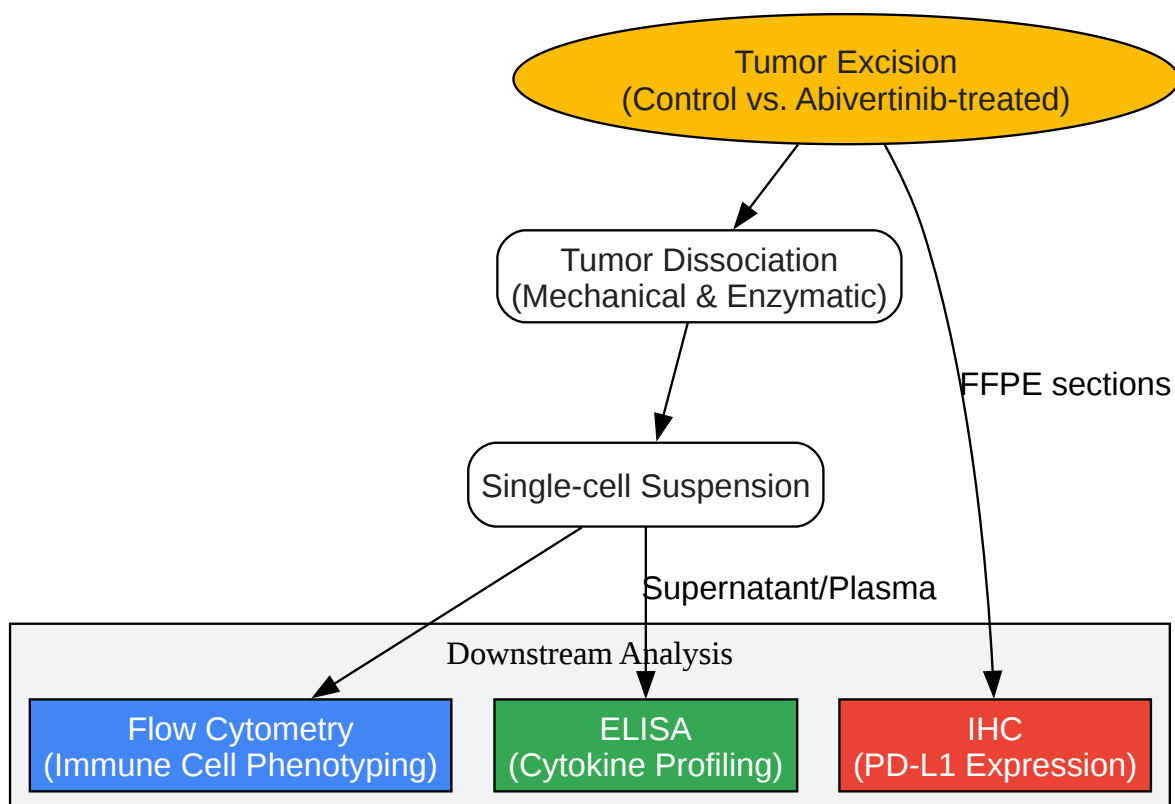 Tumor Excision
(Control vs. Abivertinib-treated)
Tumor Dissociation
(Mechanical & Enzymatic)
FFPE sections
Single-cell Suspension
Supernatant/Plasma
Downstream Analysis
Flow Cytometry
(Immune Cell Phenotyping)
ELISA
(Cytokine Profiling)
IHC
(PD-L1 Expression)